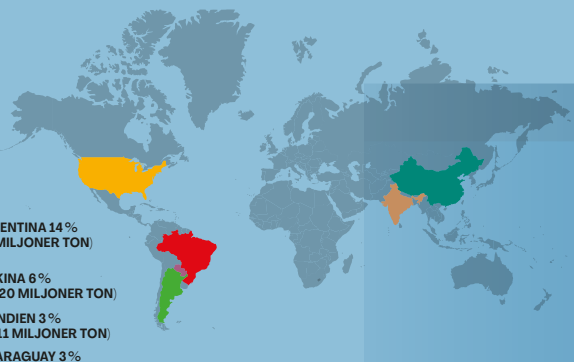 ENTINA 14 %
MILJONER TON)
KINA 6 %
20 MILJONER TON)
NDIEN 3 %
11 MILJONER TON)
ARAGUAY 3 %